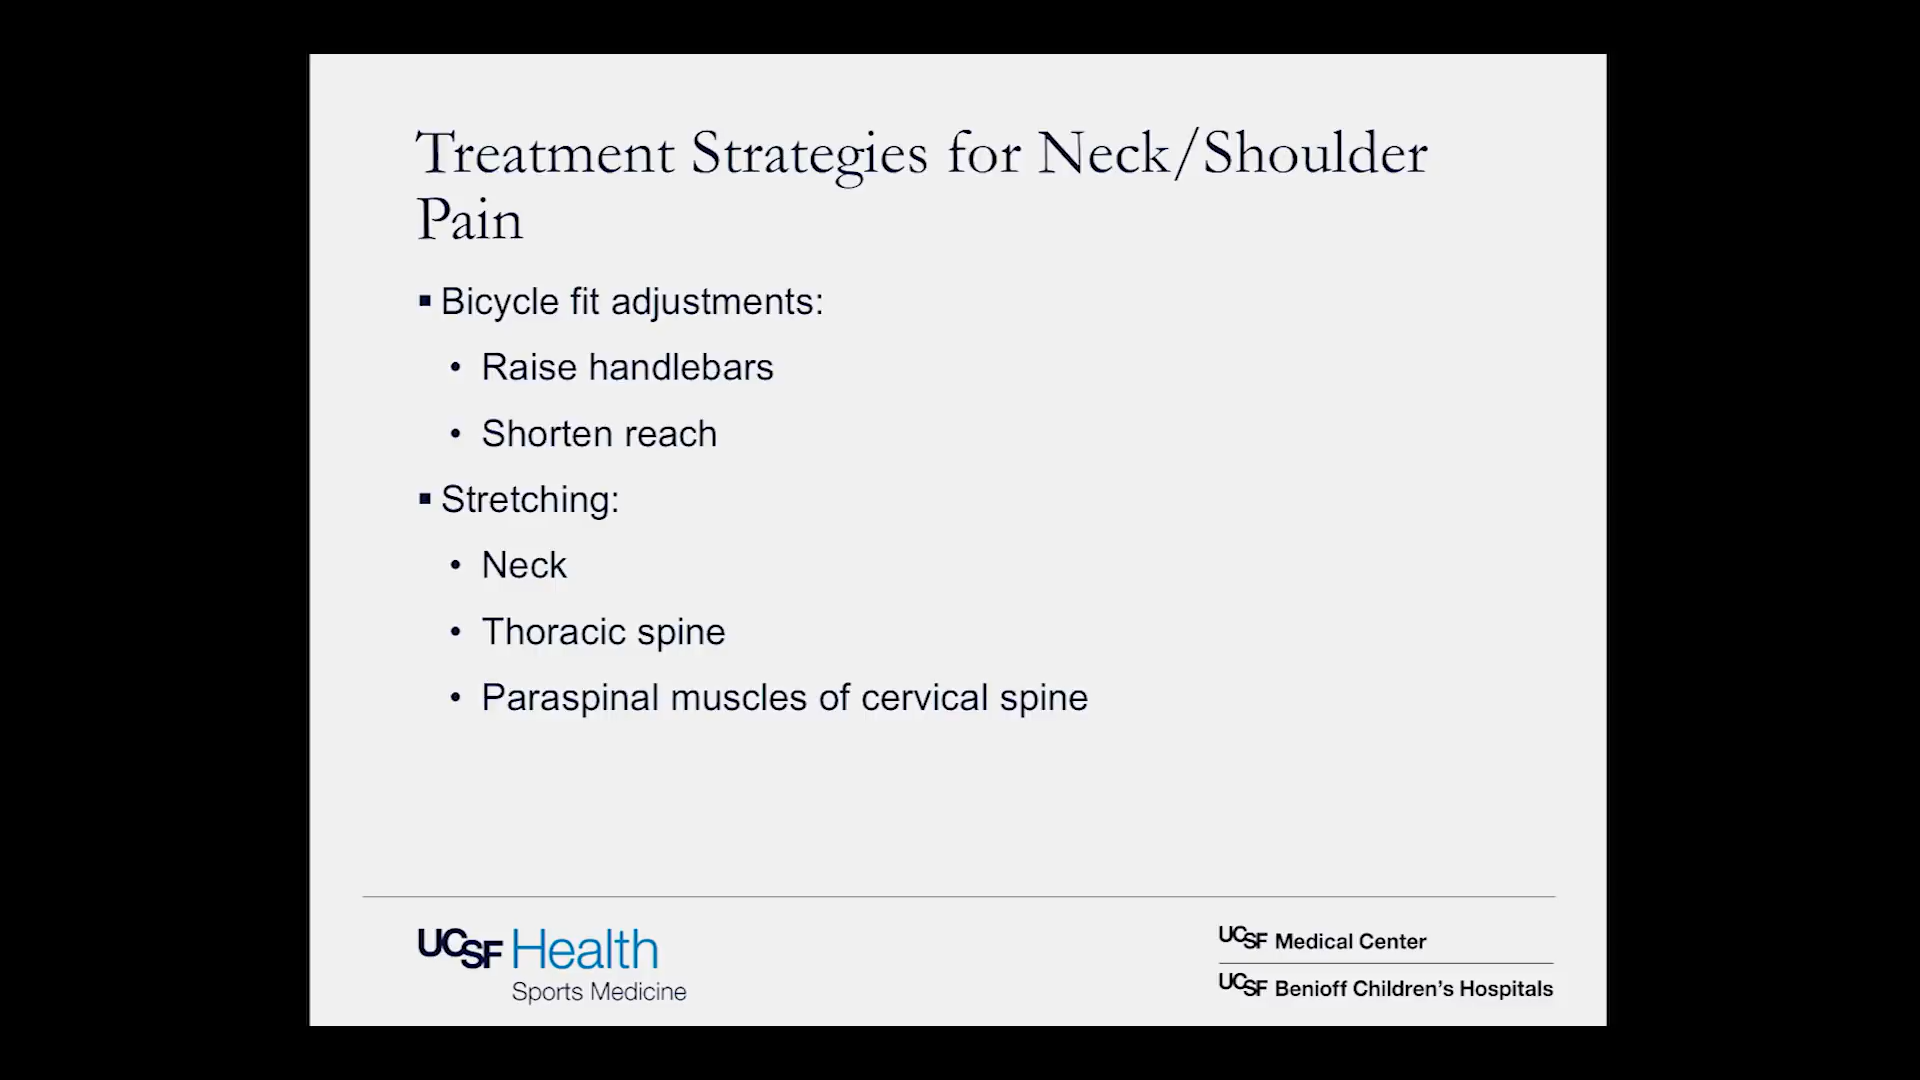 Treatment Strategies for Neck/Shoulder
Pain
▪ Bicycle fit adjustments:
• Raise handlebars
• Shorten reach
▪ Stretching:
• Neck
• Thoracic spine
• Paraspinal muscles of cervical spine
UCSF Health
Sports Medicine
UCSF Medical Center
UCSF Benioff Children's Hospitals